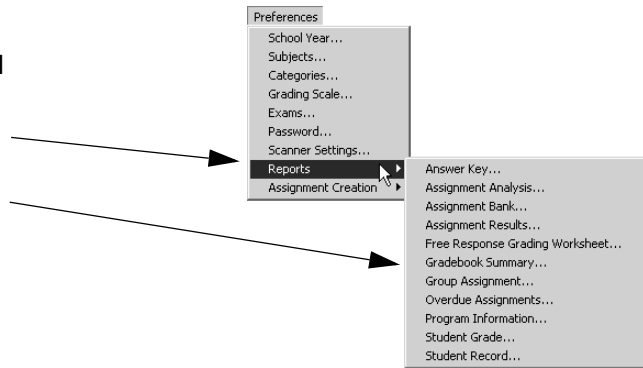 Preferences
School Year...
Subjects...
Categories...
Grading Scale...
Exams...
Password...
Scanner Settings...
Reports
Assignment Creation
Answer Key...
Assignment Analysis...
Assignment Bank...
Assignment Results...
Free Response Grading Worksheet...
Gradebook Summary...
Group Assignment...
Overdue Assignments...
Program Information...
Student Grade...
Student Record...